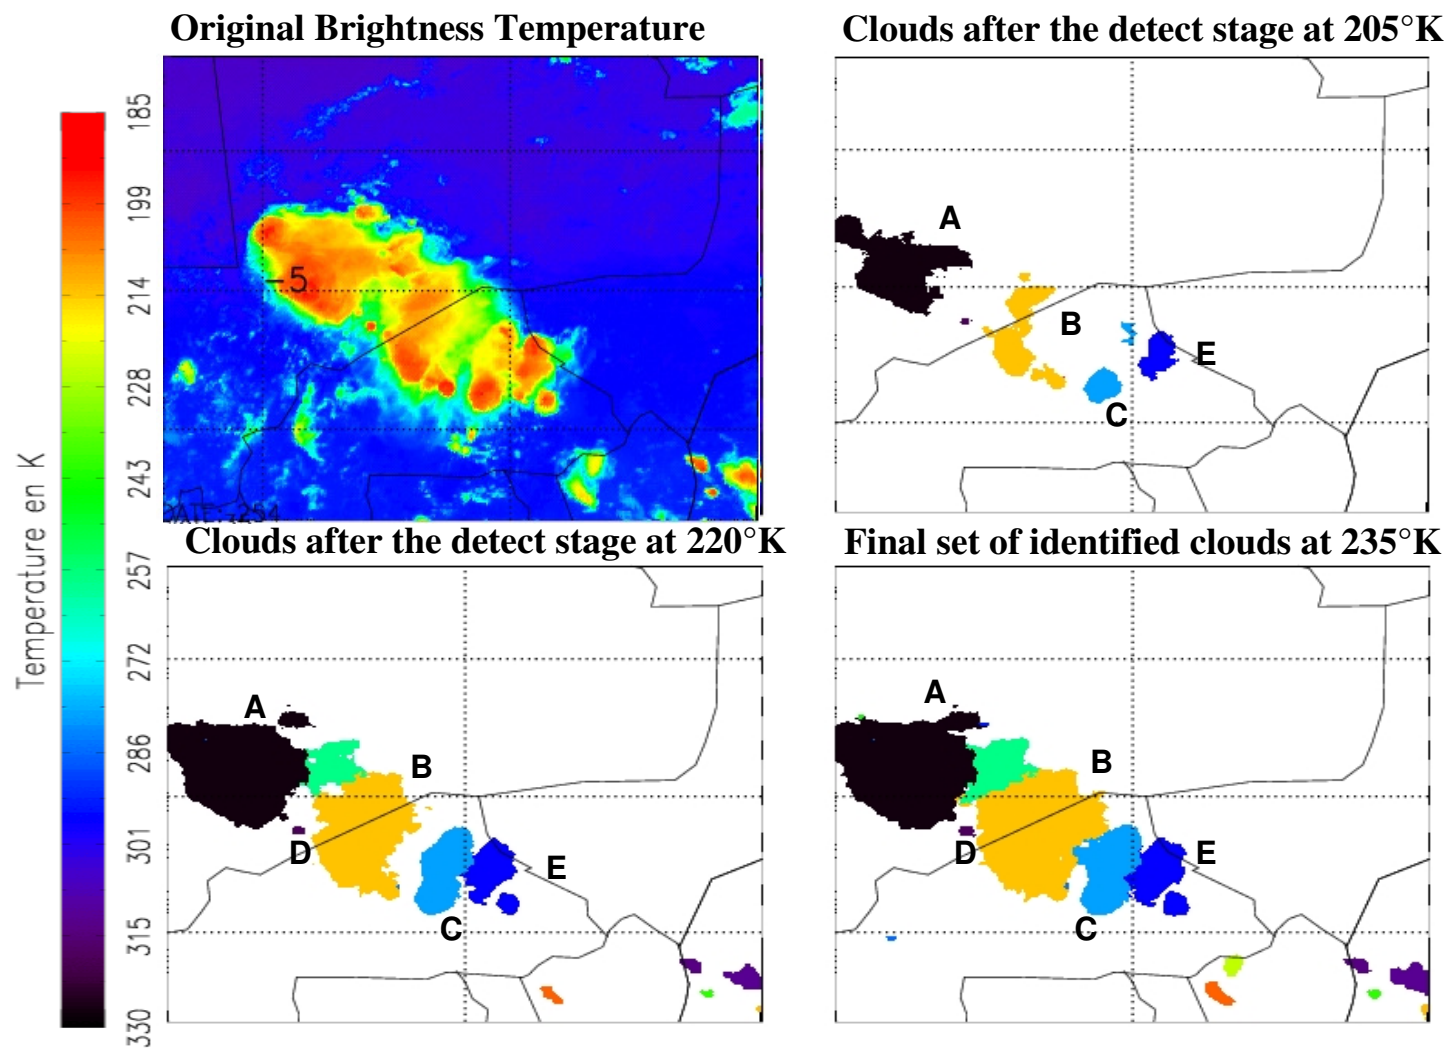 Original Brightness Temperature
Clouds after the detect stage at 205°K
Temperature en K
185
199
214
228
243
257
272
286
301
315
330
-5
A
B
E
C
Clouds after the detect stage at 220°K
Final set of identified clouds at 235°K
A
B
D
E
C
A
B
D
E
C